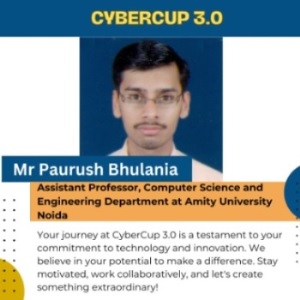 CYBERCUP 3.0
Mr Paurush Bhulania
Assistant Professor, Computer Science and
Engineering Department at Amity University
Noida
Your journey at CyberCup 3.0 is a testament to your
commitment to technology and innovation. We
believe in your potential to make a difference. Stay
motivated, work collaboratively, and let's create
something extraordinary!